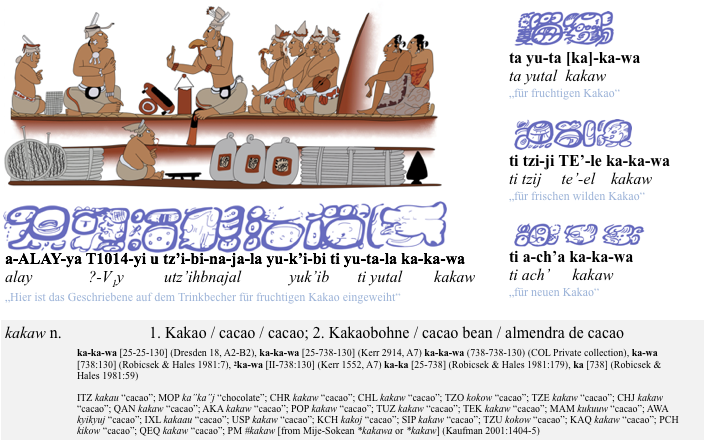 ta yu-ta [ka]-ka-wa
ta yutal kakaw
„für fruchtigen Kakao“
ti tzi-ji TE’-le ka-ka-wa
ti tzij te’-el kakaw
„für frischen wilden Kakao“
ti a-ch’a ka-ka-wa
ti ach’ kakaw
„für neuen Kakao“
a-ALAY-ya T1014-yi u tz’i-bi-na-ja-la yu-k’i-bi ti yu-ta-la ka-ka-wa
alay ?-V₁y utz’ihbnajal yuk’ib ti yutal kakaw
„Hier ist das Geschriebene auf dem Trinkbecher für fruchtigen Kakao eingeweiht“
kakaw n. 1. Kakao / cacao / cacao; 2. Kakaobohne / cacao bean / almendra de cacao
ka-ka-wa [25-25-130] (Dresden 18, A2-B2), ka-ka-wa [25-738-130] (Kerr 2914, A7) ka-ka-wa (738-738-130) (COL Private collection), ka-wa
[738:130] (Robicsek & Hales 1981:7), ²ka-wa [II-738:130] (Kerr 1552, A7) ka-ka [25-738] (Robicsek & Hales 1981:179), ka [738] (Robicsek &
Hales 1981:59)
ITZ kakau “cacao”; MOP ka’’ka’’j “chocolate”; CHR kakaw “cacao”; CHL kakaw “cacao”; TZO kokow “cacao”; TZE kakaw “cacao”; CHJ kakaw
“cacao”; QAN kakaw “cacao”; AKA kakaw “cacao”; POP kakaw “cacao”; TUZ kakaw “cacao”; TEK kakaw “cacao”; MAM kukuuw “cacao”; AWA
kyikyuj “cacao”; IXL kakaau “cacao”; USP kakaw “cacao”; KCH kakoj “cacao”; SIP kakaw “cacao”; TZU kokow “cacao”; KAQ kakaw “cacao”; PCH
kikow “cacao”; QEQ kakaw “cacao”; PM #kakaw [from Mije-Sokean *kakawa or *kakaw] (Kaufman 2001:1404-5)